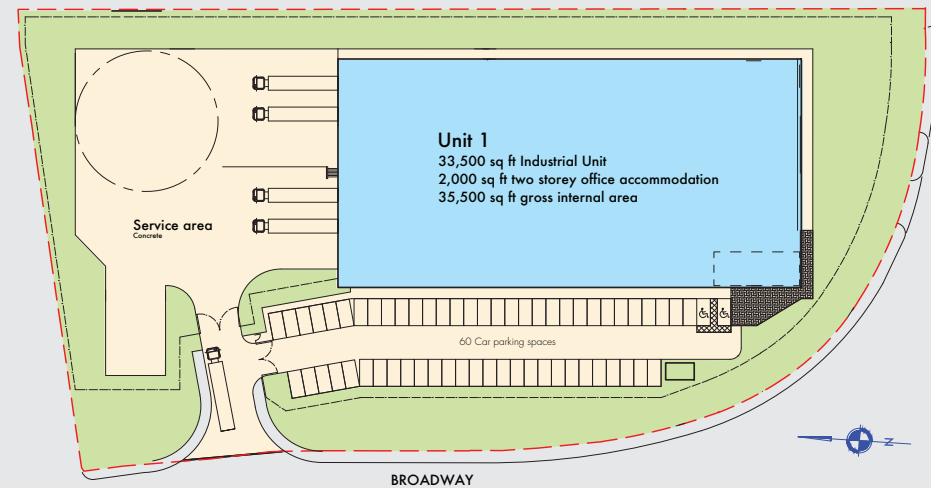 Unit 1
33,500 sq ft Industrial Unit
2,000 sq ft two storey office accommodation
35,500 sq ft gross internal area
Service area
Concrete
60 Car parking spaces
N
BROADWAY